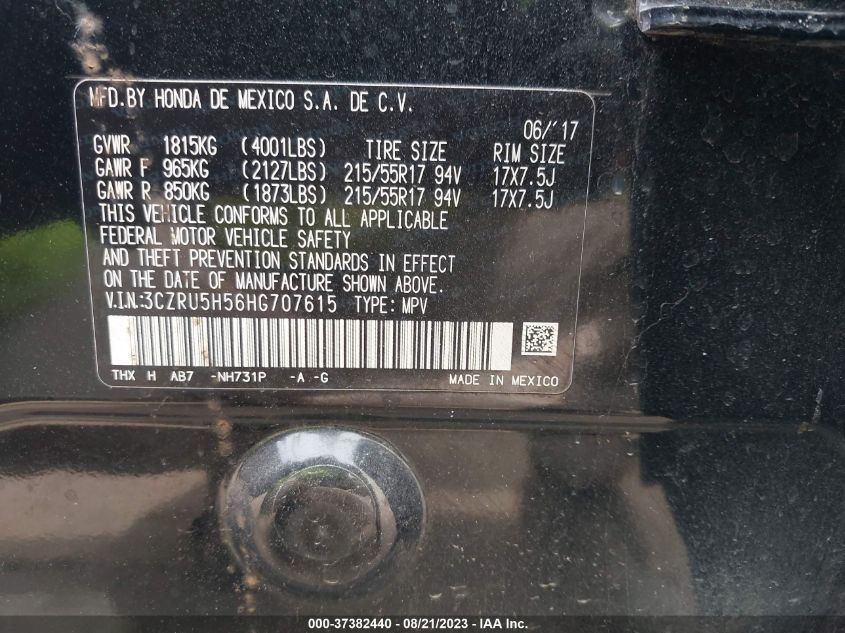 MFD.BY HONDA DE MEXICO S.A. DE C.V.
06/'17
GVWR 1815KG (4001LBS) TIRE SIZE RIM SIZE
GAWR F 965KG (2127LBS) 215/55R17 94V 17X7.5J
GAWR R 850KG (1873LBS) 215/55R17 94V 17X7.5J
THIS VEHICLE CONFORMS TO ALL APPLICABLE
FEDERAL MOTOR VEHICLE SAFETY
AND THEFT PREVENTION STANDARDS IN EFFECT
ON THE DATE OF MANUFACTURE SHOWN ABOVE.
V.I.N:3CZRU5H56HG707615 TYPE: MPV
THX H AB7 -NH731P -A -G MADE IN MEXICO
000-37382440 - 08/21/2023 - IAA Inc.